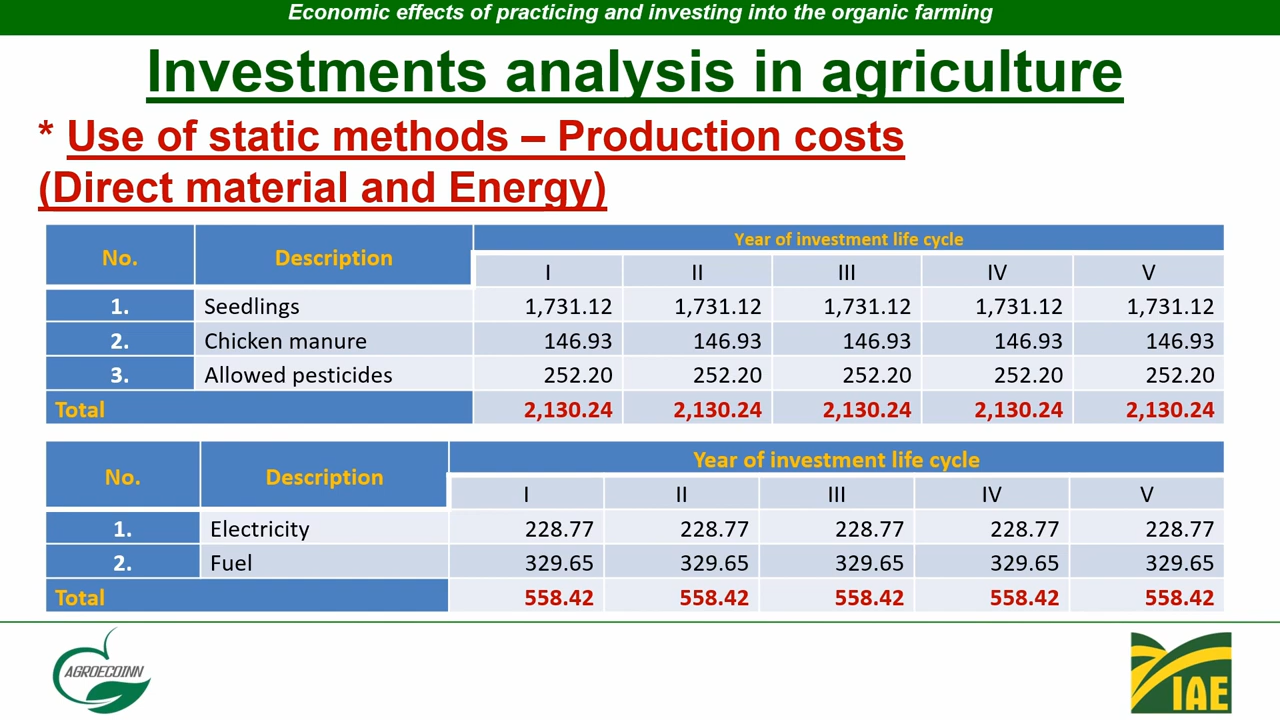 Economic effects of practicing and investing into the organic farming
Investments analysis in agriculture
* Use of static methods – Production costs
(Direct material and Energy)
No. Description Year of investment life cycle
I II III IV V
1. Seedlings 1,731.12 1,731.12 1,731.12 1,731.12 1,731.12
2. Chicken manure 146.93 146.93 146.93 146.93 146.93
3. Allowed pesticides 252.20 252.20 252.20 252.20 252.20
Total 2,130.24 2,130.24 2,130.24 2,130.24 2,130.24
No. Description Year of investment life cycle
I II III IV V
1. Electricity 228.77 228.77 228.77 228.77 228.77
2. Fuel 329.65 329.65 329.65 329.65 329.65
Total 558.42 558.42 558.42 558.42 558.42
AGROECOINN
IAE